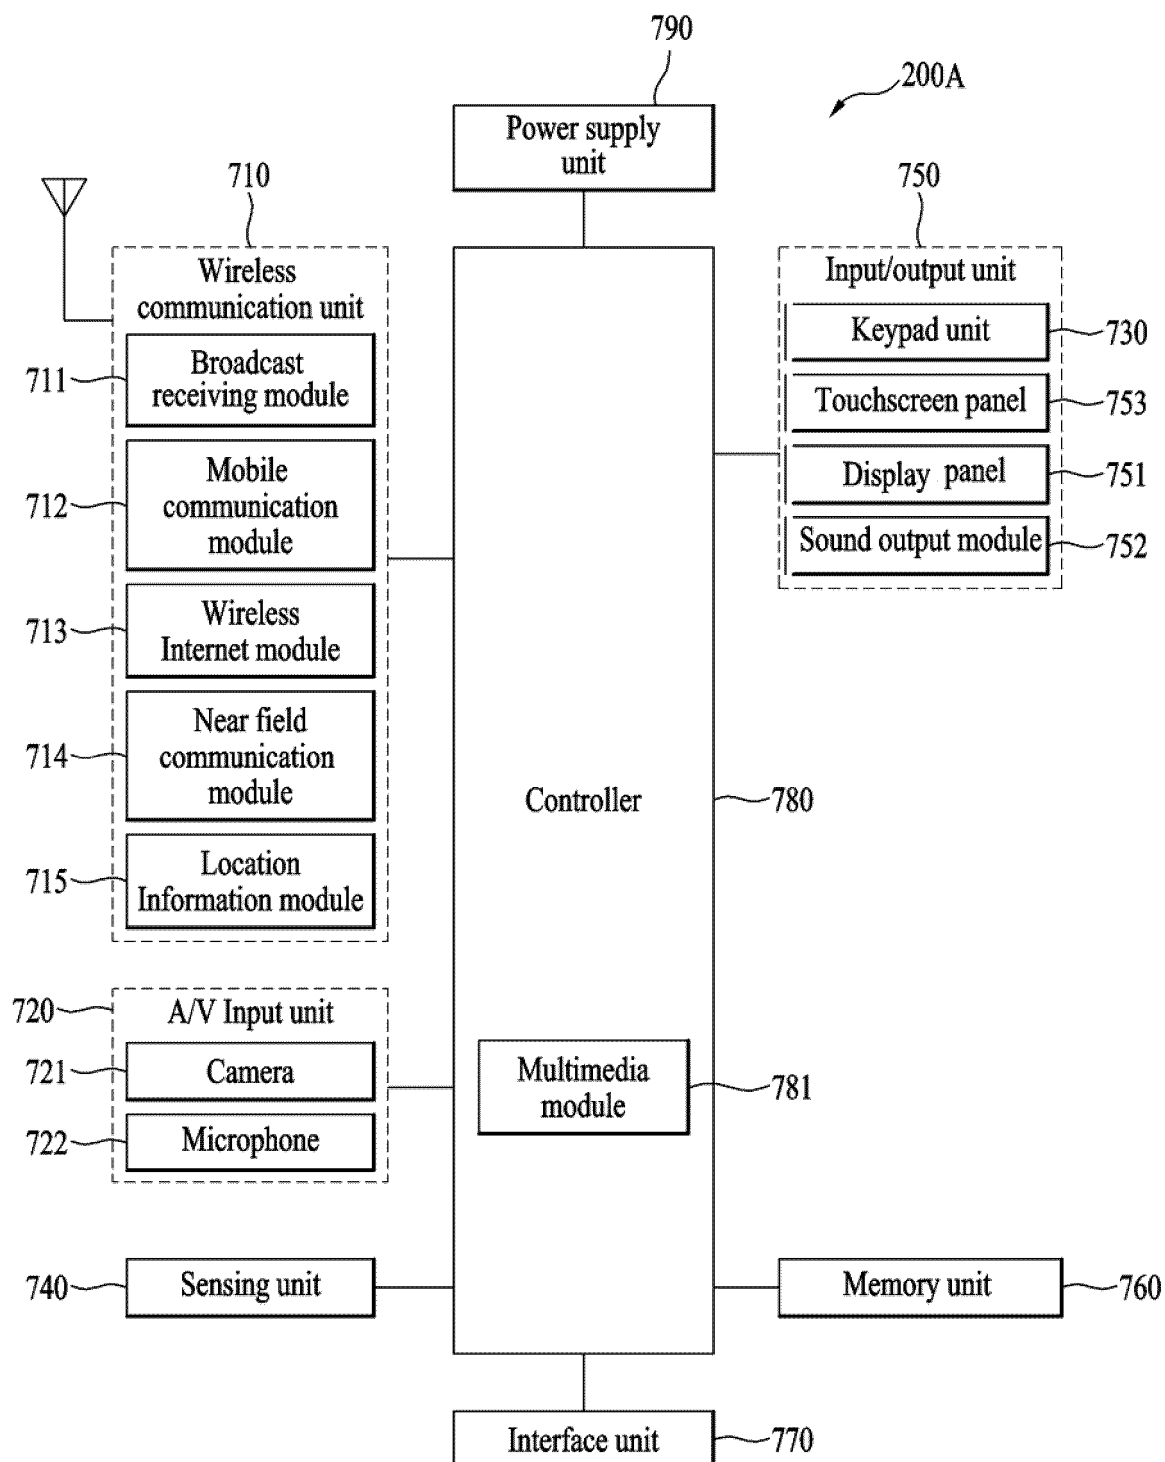 790
200A
Power supply
unit
710
750
Wireless
communication unit
Input/output unit
Keypad unit
730
711
Broadcast
receiving module
Touchscreen panel
753
712
Mobile
communication
module
Display panel
751
Sound output module
752
713
Wireless
Internet module
714
Near field
communication
module
Controller
780
715
Location
Information module
720
A/V Input unit
721
Camera
Multimedia
module
781
722
Microphone
740
Sensing unit
Memory unit
760
Interface unit
770